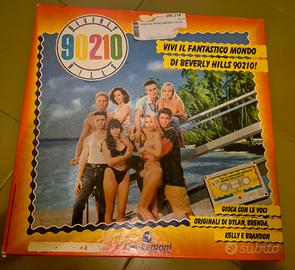 BEVERLY
90210
HILLS
VIVI IL FANTASTICO MONDO
DI BEVERLY HILLS 90210!
GIOCA CON LE VOCI
ORIGINALI DI DYLAN, BRENDA,
KELLY E BRANDON
subito